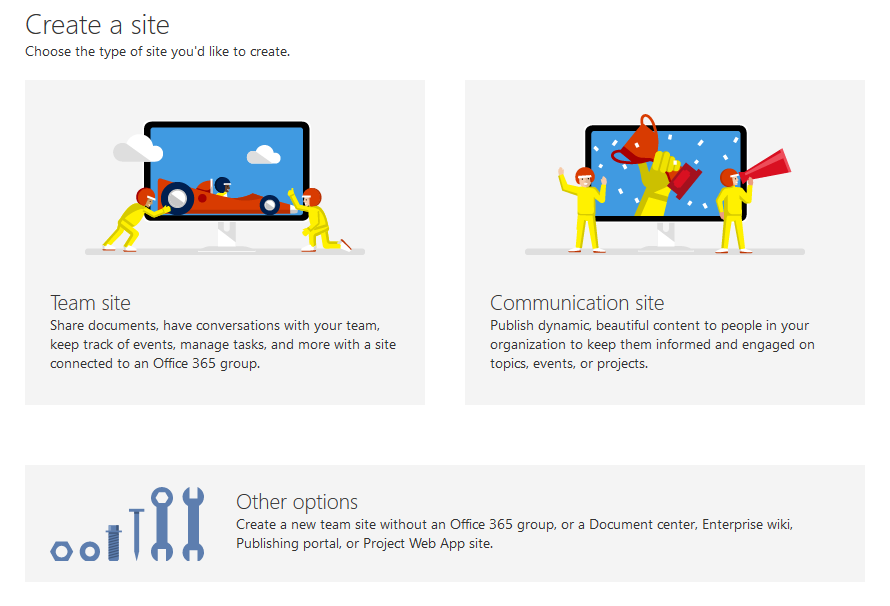 Create a site
Choose the type of site you'd like to create.
Team site
Share documents, have conversations with your team,
keep track of events, manage tasks, and more with a site
connected to an Office 365 group.
Communication site
Publish dynamic, beautiful content to people in your
organization to keep them informed and engaged on
topics, events, or projects.
Other options
Create a new team site without an Office 365 group, or a Document center, Enterprise wiki,
Publishing portal, or Project Web App site.